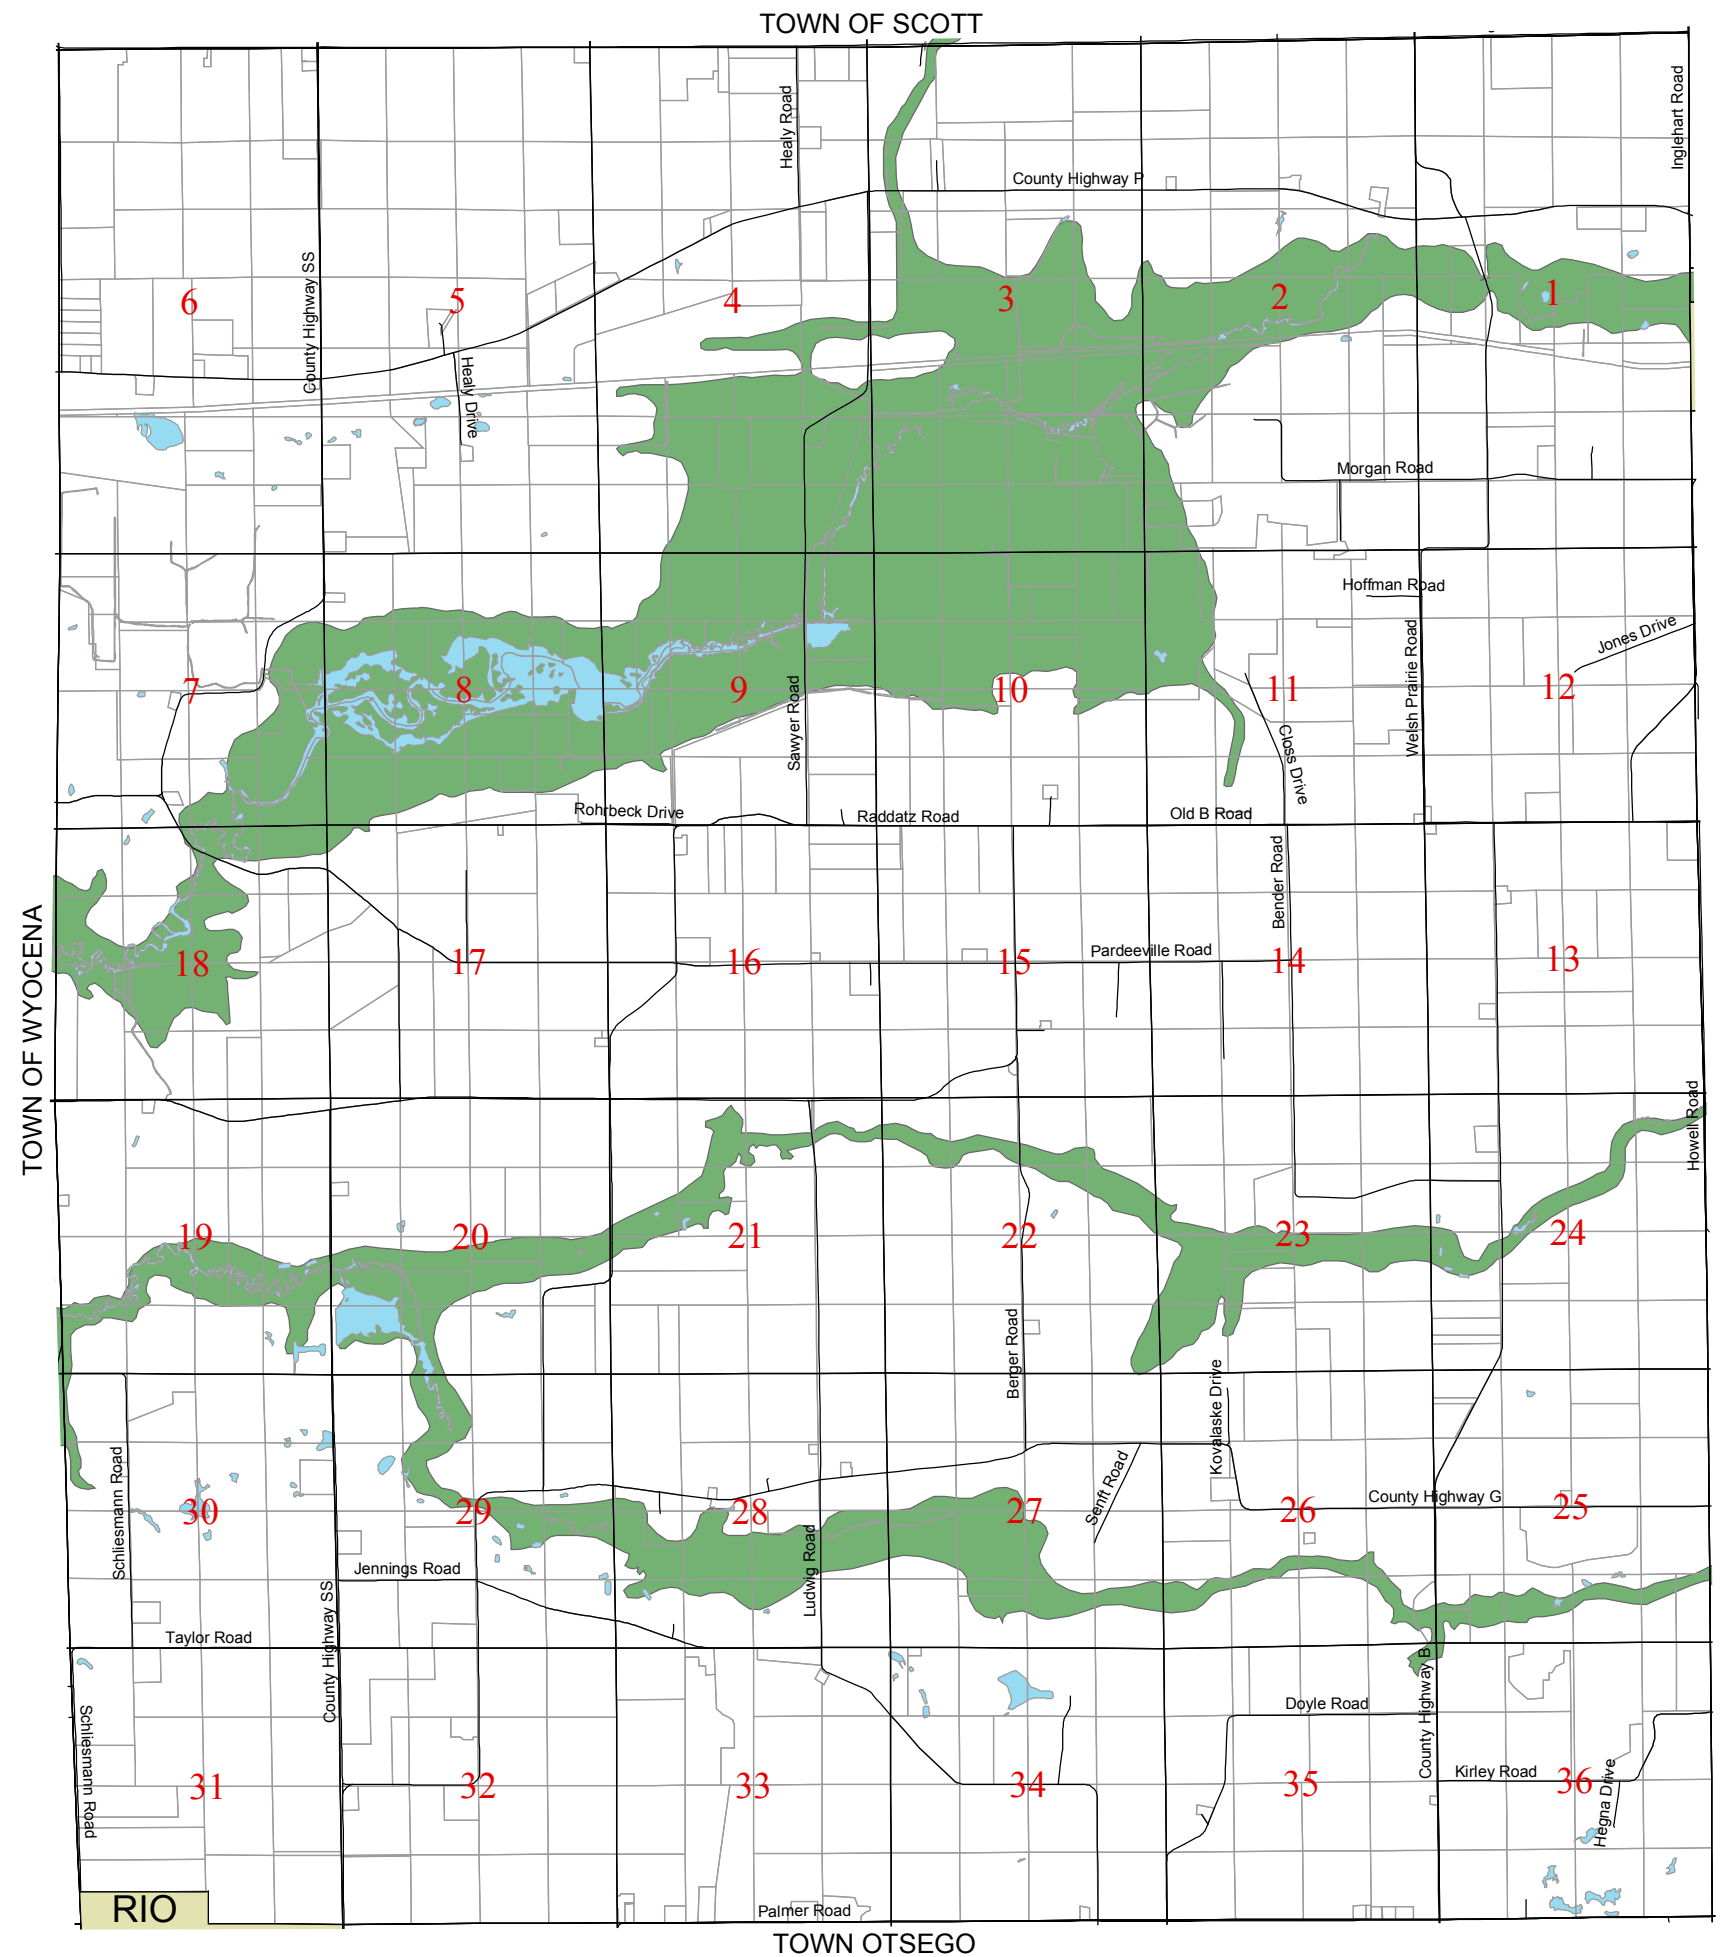 TOWN OF SCOTT
Healy Road
Inglehart Road
County Highway P
County Highway SS
6
5
4
3
2
1
Healy Drive
Morgan Road
Hoffman Road
Jones Drive
Welsh Prairie Road
7
8
9
10
11
12
Sawyer Road
Closs Drive
Rohrbeck Drive
Raddatz Road
Old B Road
Bender Road
TOWN OF WYOCENA
18
17
16
15
14
13
Pardeeville Road
Howell Road
19
20
21
22
23
24
Berger Road
Kovalaske Drive
Schliesmann Road
Senft Road
County Highway G
30
29
28
27
26
25
Jennings Road
Ludwig Road
County Highway SS
Taylor Road
County Highway B
Doyle Road
Schliesmann Road
Kirley Road
Hegna Drive
31
32
33
34
35
36
RIO
Palmer Road
TOWN OTSEGO